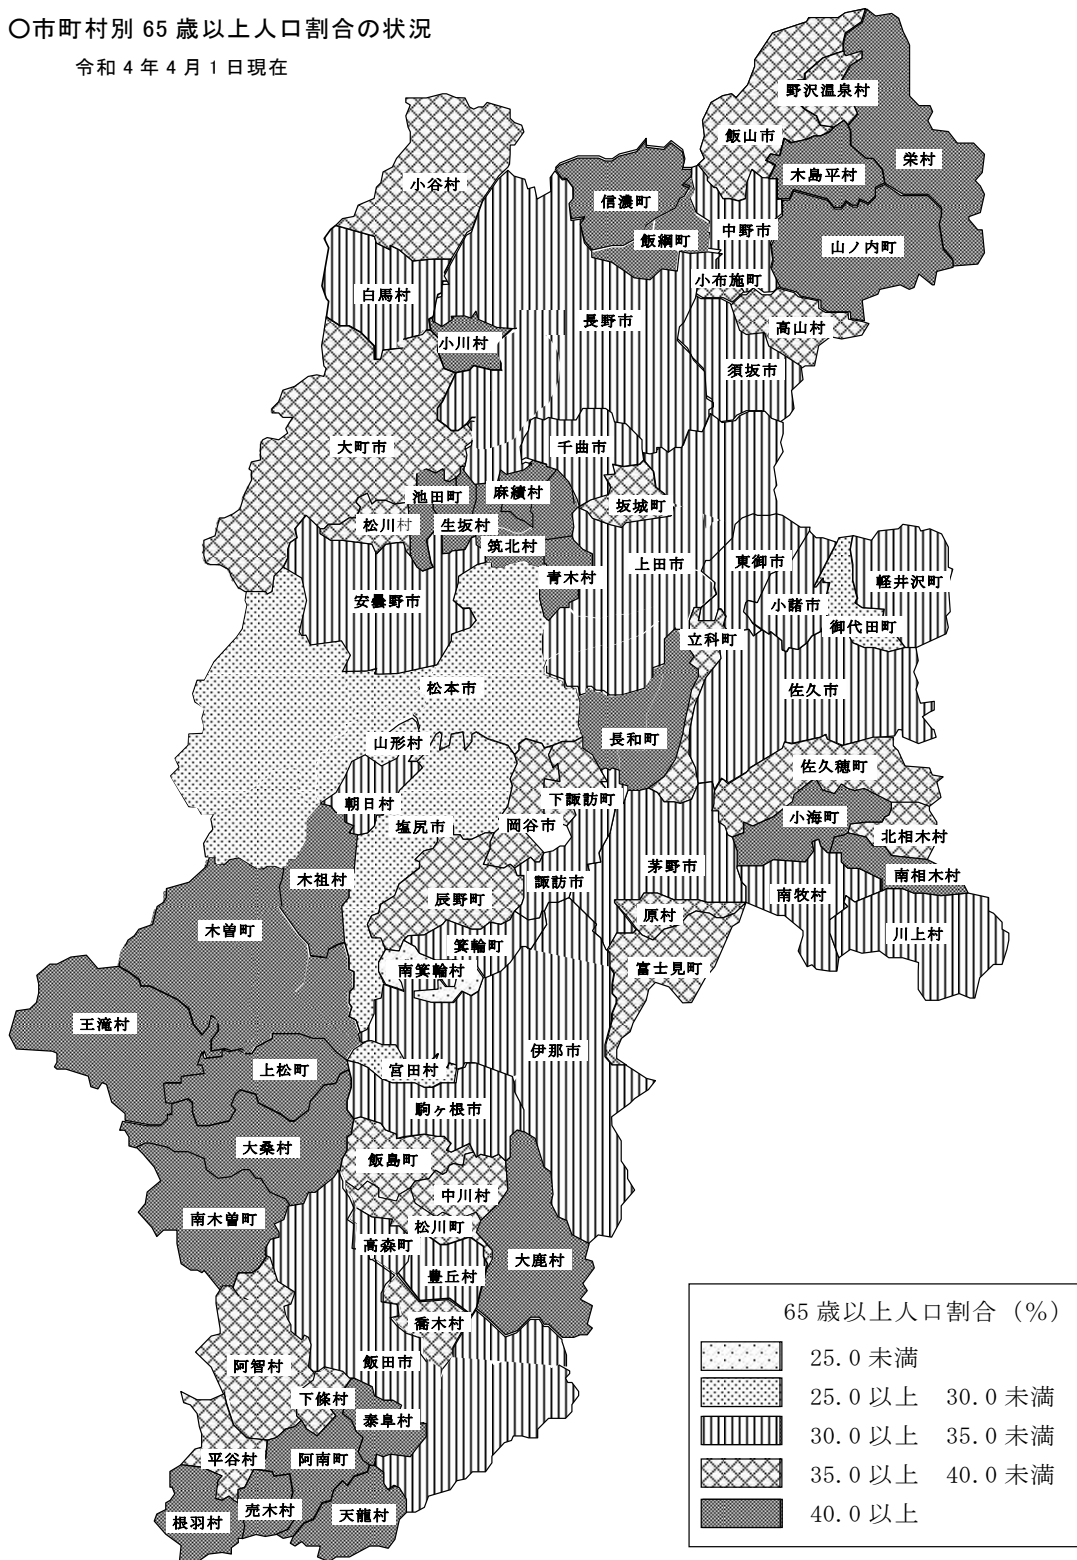 ○市町村別 65 歳以上人口割合の状況
令和 4 年 4 月 1 日現在
野沢温泉村
飯山市
栄村
木島平村
小谷村
信濃町
飯綱町
中野市
山ノ内町
小布施町
白馬村
長野市
高山村
小川村
須坂市
大町市
千曲市
池田町
麻績村
坂城町
松川村
生坂村
筑北村
青木村
上田市
東御市
軽井沢町
安曇野市
小諸市
御代田町
立科町
松本市
佐久市
山形村
長和町
佐久穂町
朝日村
下諏訪町
塩尻市
岡谷市
小海町
北相木村
木祖村
辰野町
諏訪市
茅野市
南相木村
南牧村
木曽町
箕輪町
原村
川上村
南箕輪村
富士見町
王滝村
伊那市
上松町
宮田村
駒ヶ根市
大桑村
飯島町
中川村
南木曽町
松川町
高森町
大鹿村
豊丘村
喬木村
阿智村
飯田市
下條村
泰阜村
平谷村
阿南町
売木村
天龍村
根羽村
65 歳以上人口割合（%）
25.0 未満
25.0 以上　30.0 未満
30.0 以上　35.0 未満
35.0 以上　40.0 未満
40.0 以上